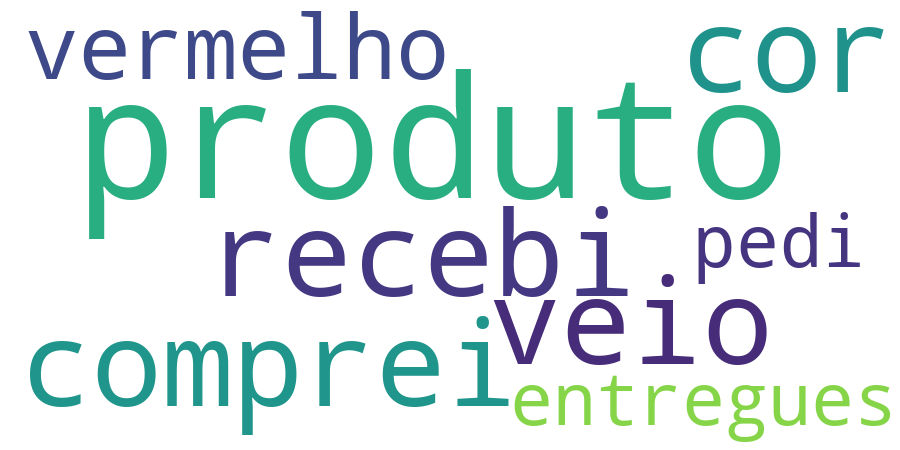 vermelho
cor
produto
recebi
pedi
veio
comprei
entregues